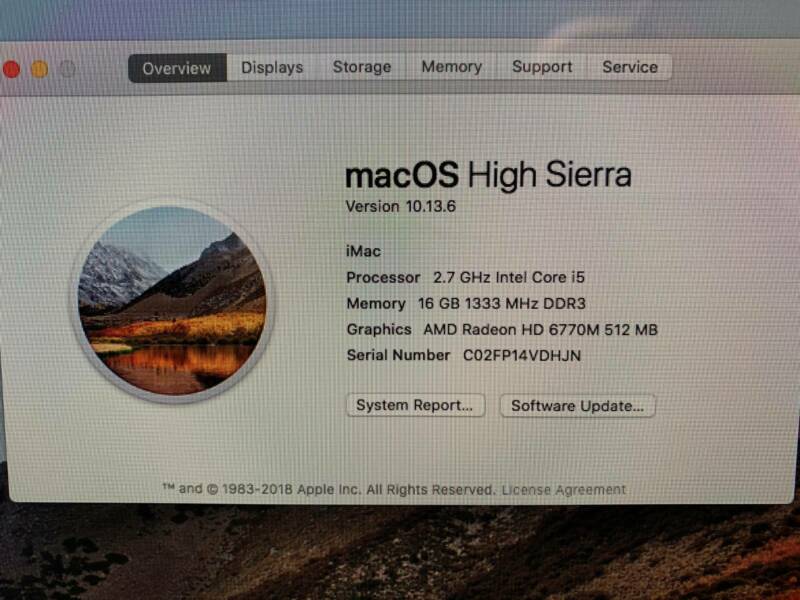 Overview Displays Storage Memory Support Service
macOS High Sierra
Version 10.13.6
iMac
Processor 2.7 GHz Intel Core i5
Memory 16 GB 1333 MHz DDR3
Graphics AMD Radeon HD 6770M 512 MB
Serial Number C02FP14VDHJN
System Report... Software Update...
™ and © 1983-2018 Apple Inc. All Rights Reserved. License Agreement